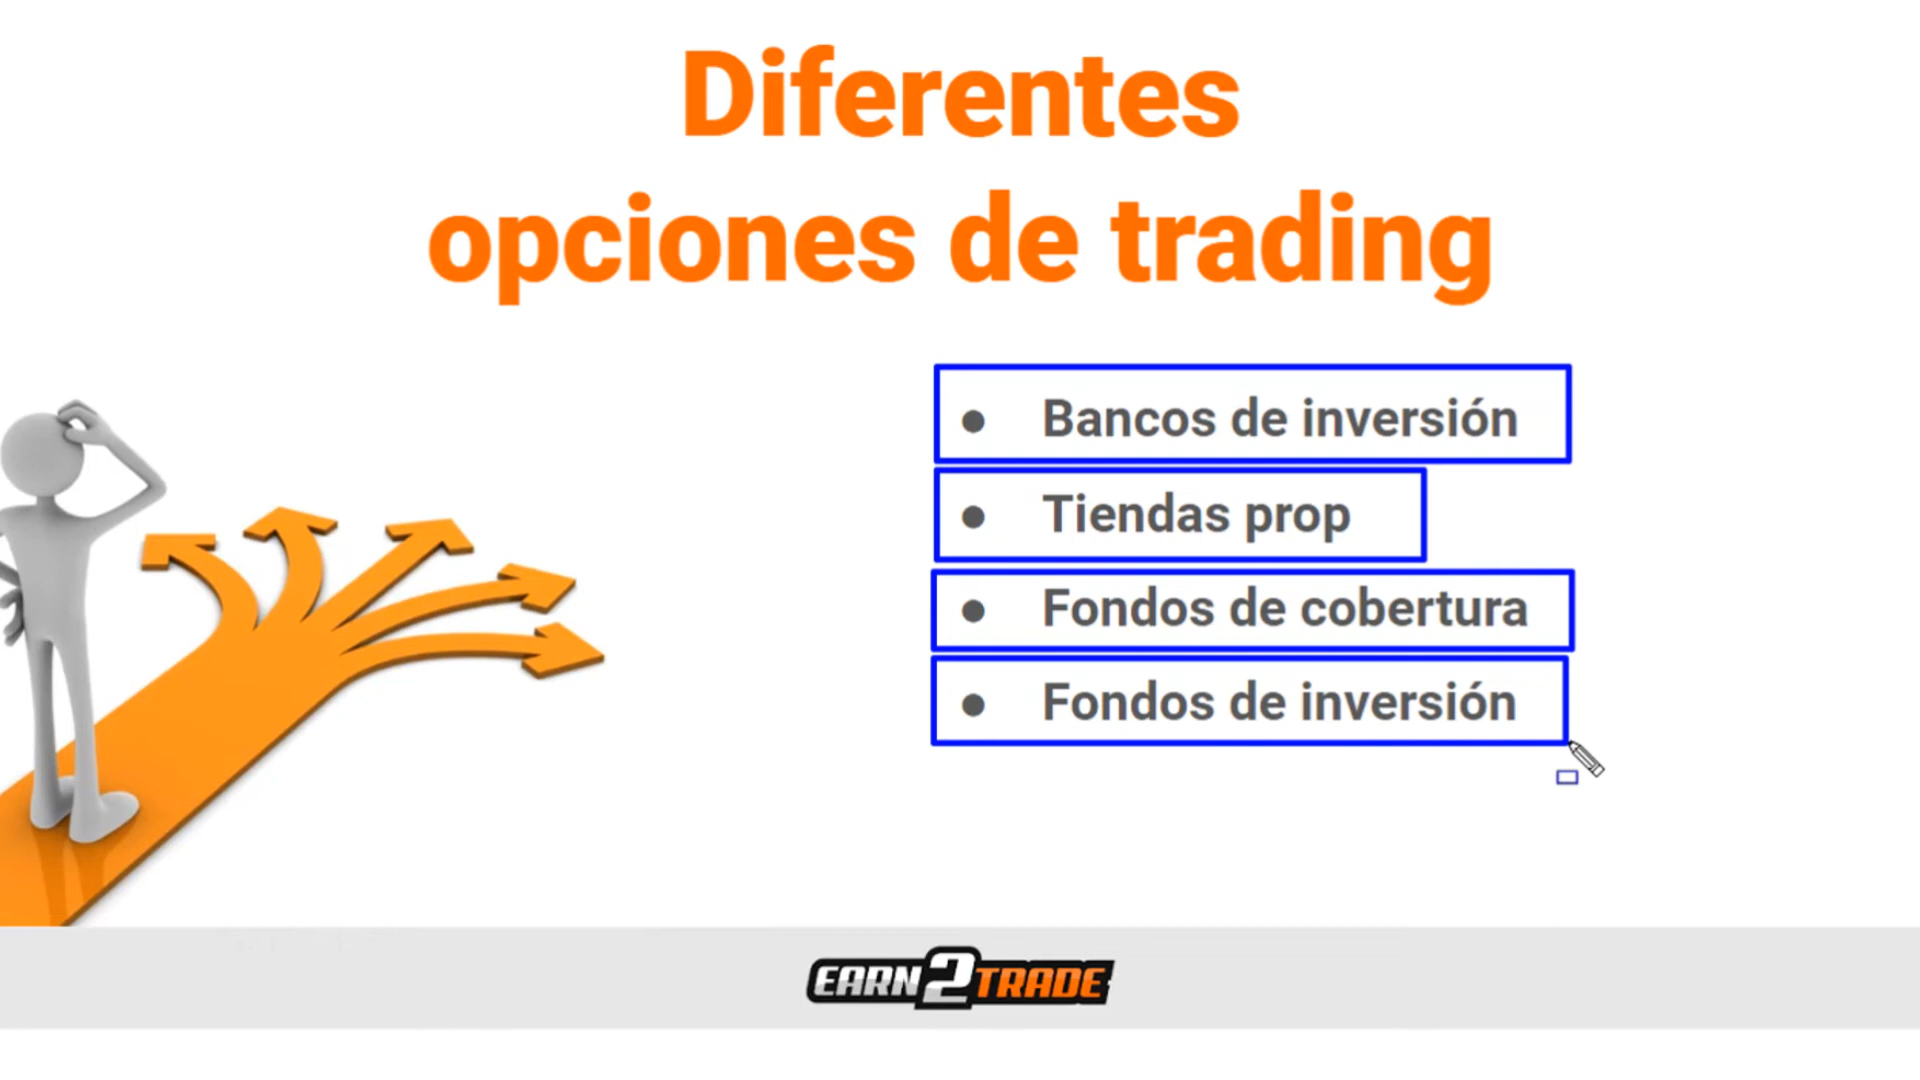 Diferentes
opciones de trading
● Bancos de inversión
● Tiendas prop
● Fondos de cobertura
● Fondos de inversión
EARN2TRADE